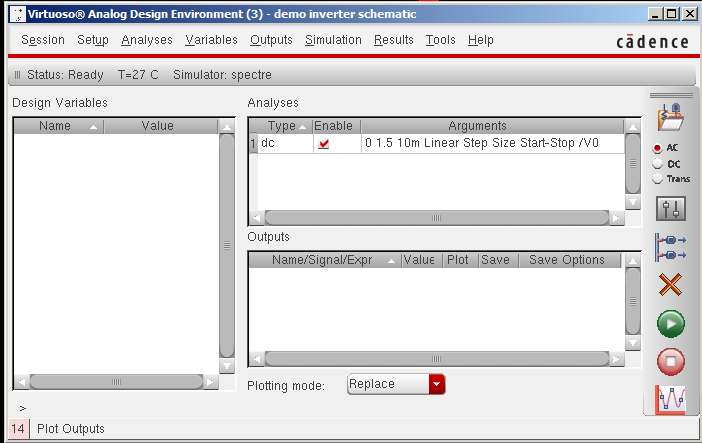 Virtuoso® Analog Design Environment (3) - demo inverter schematic
Session Setup Analyses Variables Outputs Simulation Results Tools Help
cādence
Status: Ready T=27 C Simulator: spectre
Design Variables
Name Value
Analyses
Type Enable Arguments
1 dc 0 1.5 10m Linear Step Size Start-Stop /V0
AC
DC
Trans
Outputs
Name/Signal/Expr Value Plot Save Save Options
Plotting mode: Replace
>
14 Plot Outputs